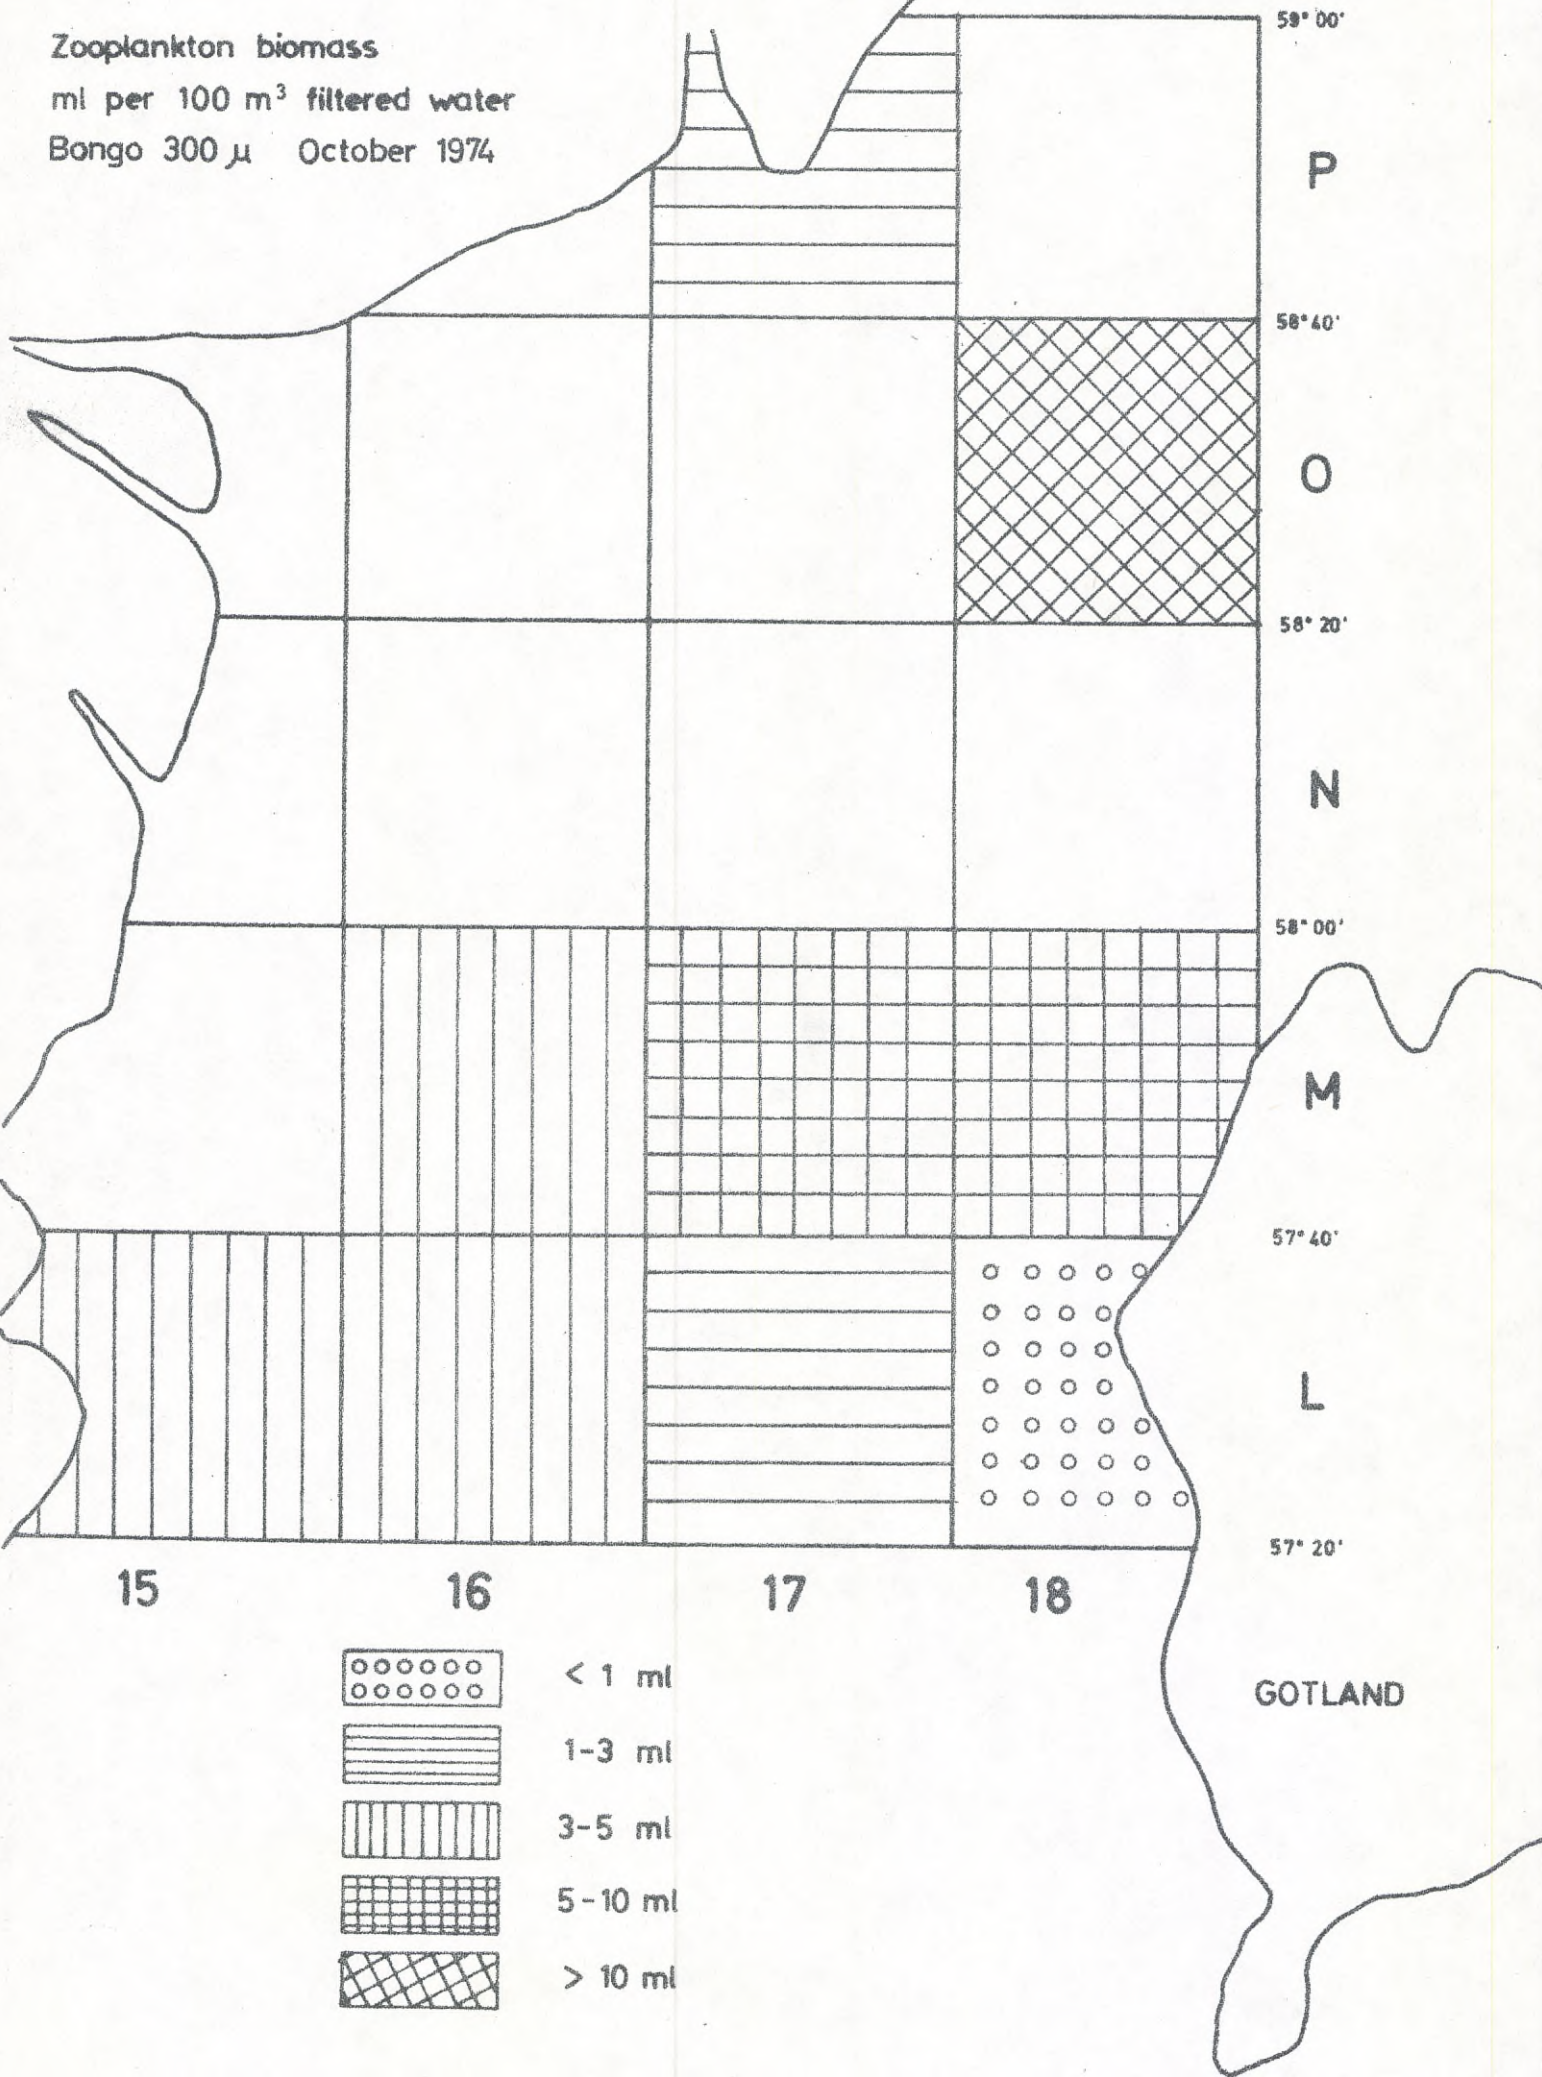 Zooplankton biomass
ml per 100 m³ filtered water
Bongo 300 µ October 1974
59° 00'
P
58° 40'
O
58° 20'
N
58° 00'
M
57° 40'
L
57° 20'
15 16 17 18
< 1 ml
1-3 ml
3-5 ml
5-10 ml
> 10 ml
GOTLAND